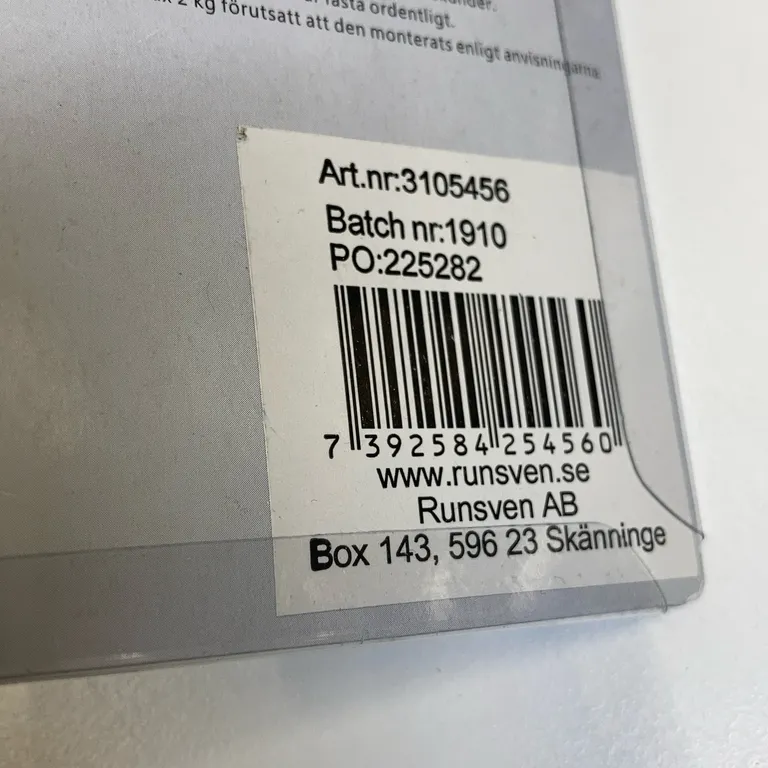 fästa ordentligt.
2 kg förutsatt att den monterats enligt anvisningarna
Art.nr:3105456
Batch nr:1910
PO:225282
7 392584 254560
www.runsven.se
Runsven AB
Box 143, 596 23 Skänninge